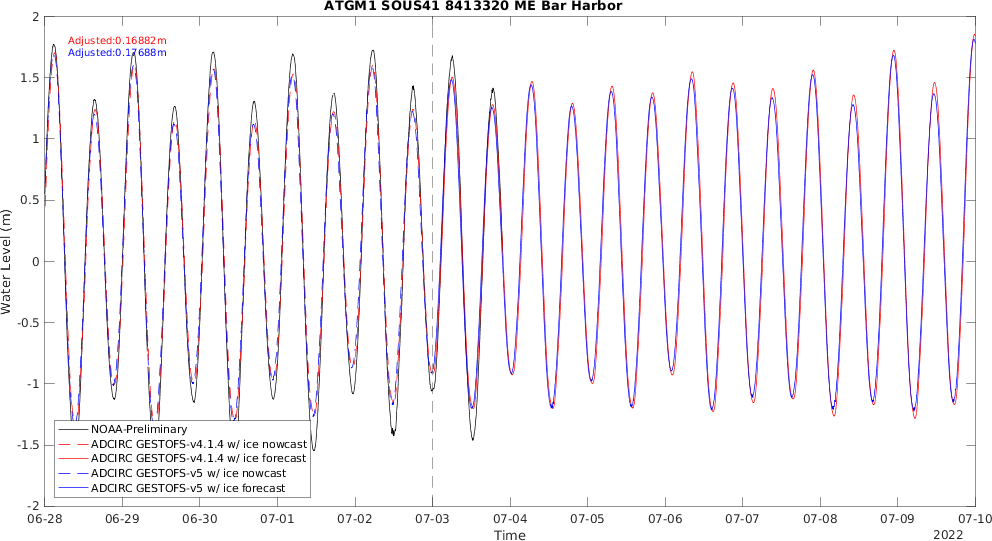 ATGM1 SOUS41 8413320 ME Bar Harbor
Adjusted:0.16882m
Adjusted:0.17688m
2
1.5
1
0.5
0
-0.5
-1
-1.5
-2
Water Level (m)
NOAA-Preliminary
ADCIRC GESTOFS-v4.1.4 w/ ice nowcast
ADCIRC GESTOFS-v4.1.4 w/ ice forecast
ADCIRC GESTOFS-v5 w/ ice nowcast
ADCIRC GESTOFS-v5 w/ ice forecast
06-28 06-29 06-30 07-01 07-02 07-03 07-04 07-05 07-06 07-07 07-08 07-09 07-10
Time
2022